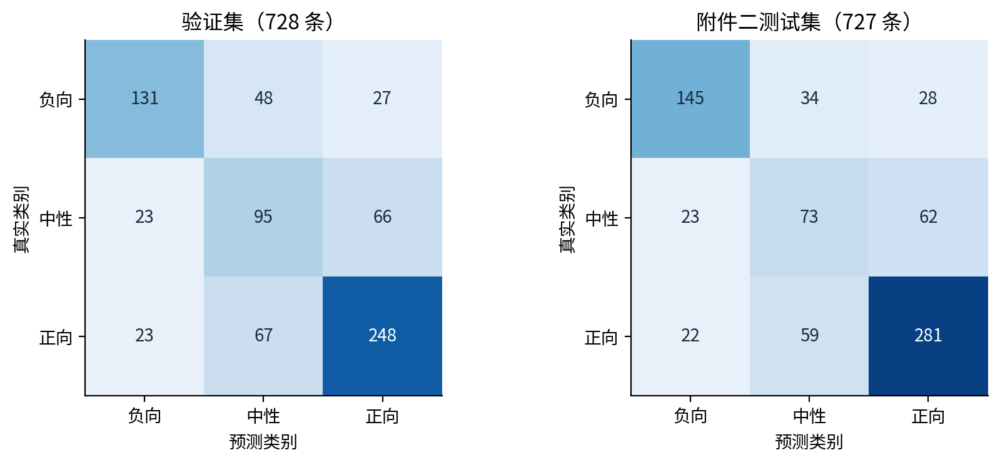 验证集（728 条）
真实类别
负向 131 48 27
中性 23 95 66
正向 23 67 248
负向 中性 正向
预测类别
附件二测试集（727 条）
真实类别
负向 145 34 28
中性 23 73 62
正向 22 59 281
负向 中性 正向
预测类别